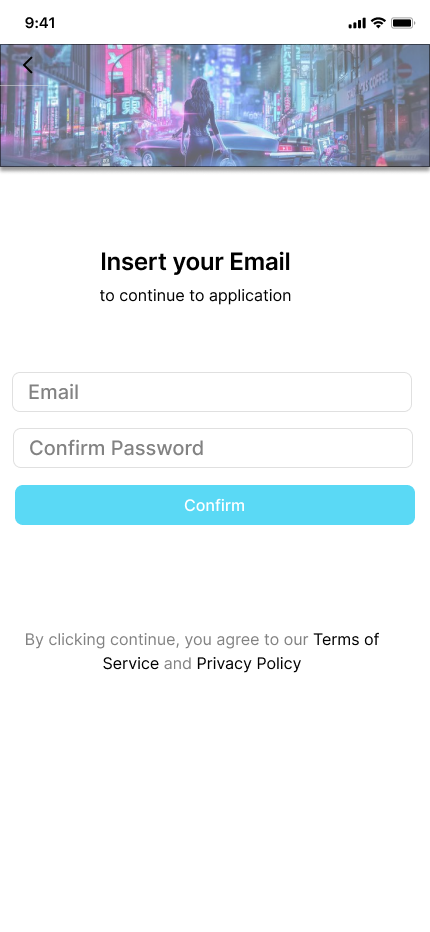 9:41
Insert your Email
to continue to application
Email
Confirm Password
Confirm
By clicking continue, you agree to our Terms of
Service and Privacy Policy